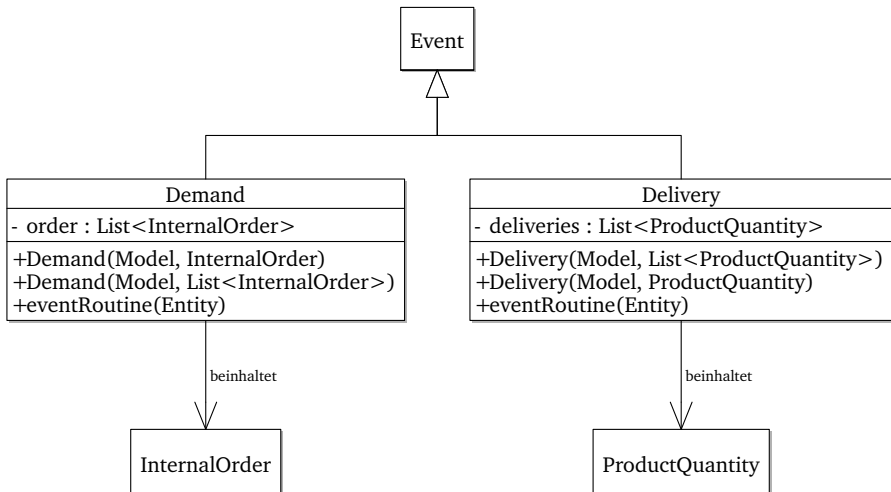 Event
Demand
- order : List<InternalOrder>
+Demand(Model, InternalOrder)
+Demand(Model, List<InternalOrder>)
+eventRoutine(Entity)
Delivery
- deliveries : List<ProductQuantity>
+Delivery(Model, List<ProductQuantity>)
+Delivery(Model, ProductQuantity)
+eventRoutine(Entity)
beinhaltet
beinhaltet
InternalOrder
ProductQuantity